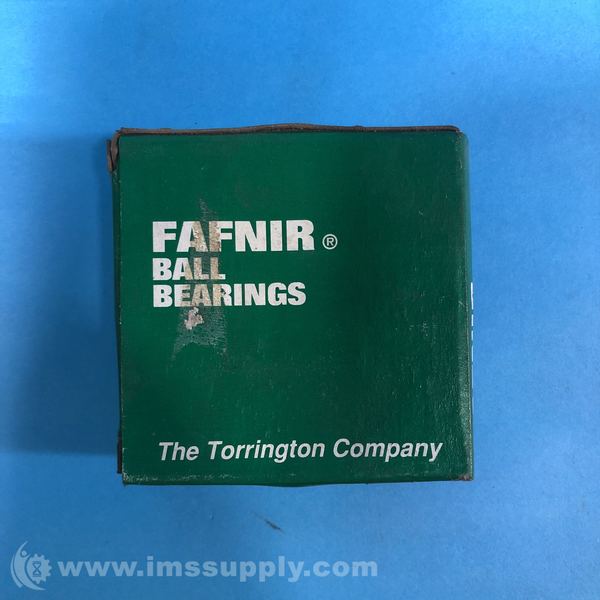 FAFNIR ®
BALL
BEARINGS
The Torrington Company
www.imssupply.com